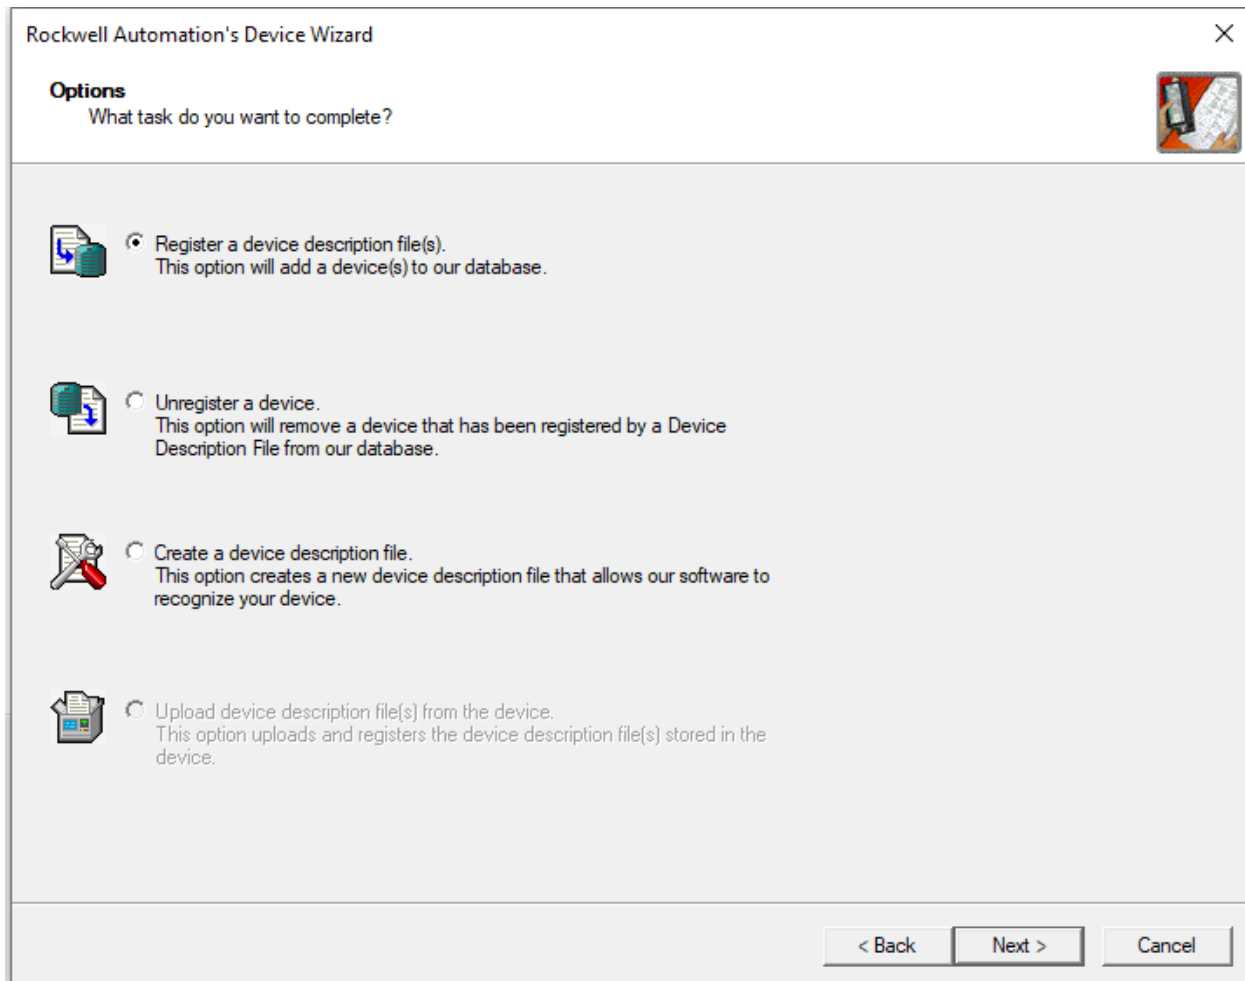 Rockwell Automation's Device Wizard
Options
What task do you want to complete?
Register a device description file(s).
This option will add a device(s) to our database.
Unregister a device.
This option will remove a device that has been registered by a Device
Description File from our database.
Create a device description file.
This option creates a new device description file that allows our software to
recognize your device.
Upload device description file(s) from the device.
This option uploads and registers the device description file(s) stored in the
device.
< Back Next > Cancel